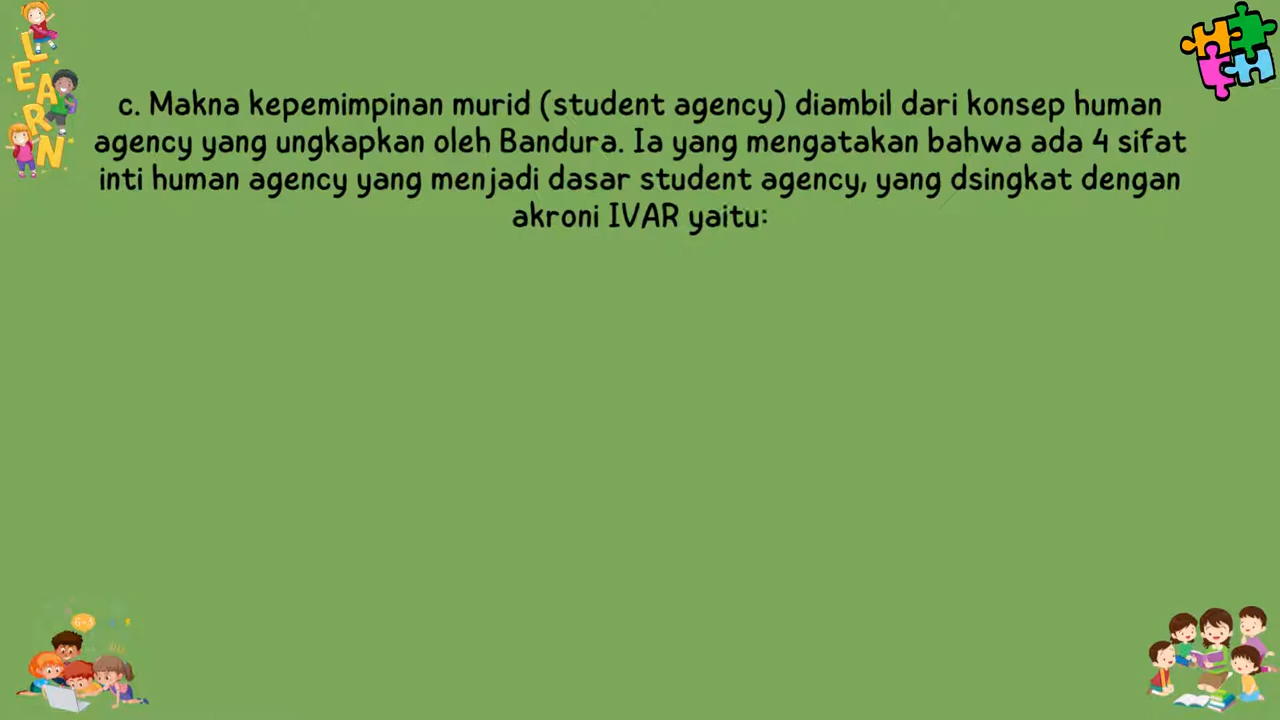 LEARN
c. Makna kepemimpinan murid (student agency) diambil dari konsep human
agency yang ungkapkan oleh Bandura. Ia yang mengatakan bahwa ada 4 sifat
inti human agency yang menjadi dasar student agency, yang dsingkat dengan
akroni IVAR yaitu: